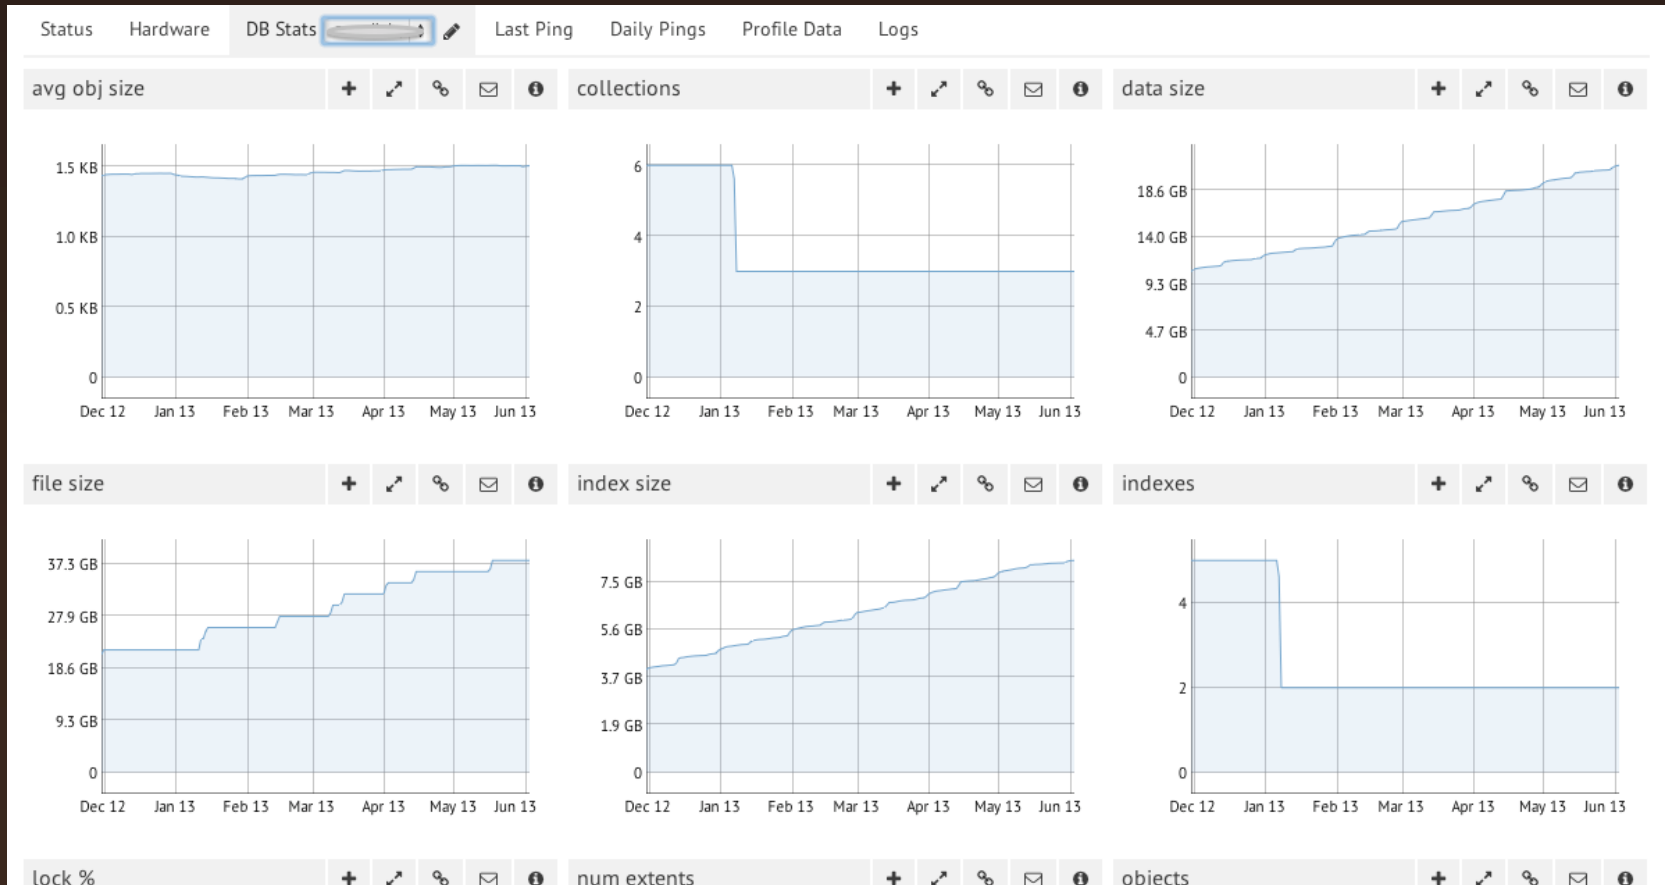 Status Hardware DB Stats Last Ping Daily Pings Profile Data Logs
avg obj size
1.5 KB
1.0 KB
0.5 KB
0
Dec 12 Jan 13 Feb 13 Mar 13 Apr 13 May 13 Jun 13
collections
6
4
2
0
Dec 12 Jan 13 Feb 13 Mar 13 Apr 13 May 13 Jun 13
data size
18.6 GB
14.0 GB
9.3 GB
4.7 GB
0
Dec 12 Jan 13 Feb 13 Mar 13 Apr 13 May 13 Jun 13
file size
37.3 GB
27.9 GB
18.6 GB
9.3 GB
0
Dec 12 Jan 13 Feb 13 Mar 13 Apr 13 May 13 Jun 13
index size
7.5 GB
5.6 GB
3.7 GB
1.9 GB
0
Dec 12 Jan 13 Feb 13 Mar 13 Apr 13 May 13 Jun 13
indexes
4
2
0
Dec 12 Jan 13 Feb 13 Mar 13 Apr 13 May 13 Jun 13
lock %
num extents
objects